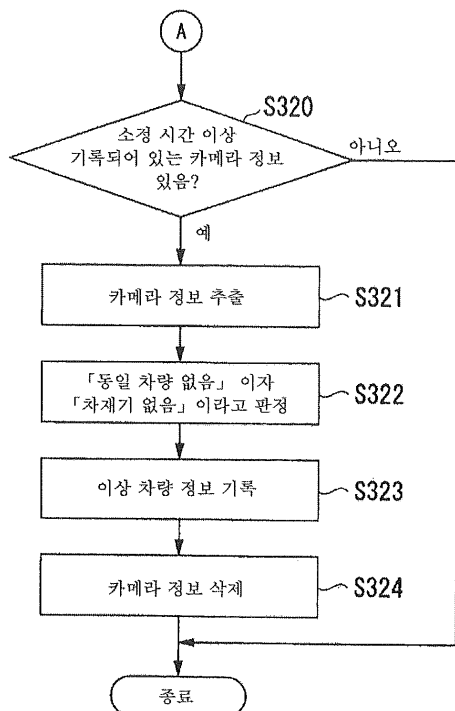 A
S320
소정 시간 이상
기록되어 있는 카메라 정보
있음?
아니오
예
카메라 정보 추출
S321
「동일 차량 없음」 이자
「차재기 없음」이라고 판정
S322
이상 차량 정보 기록
S323
카메라 정보 삭제
S324
종료